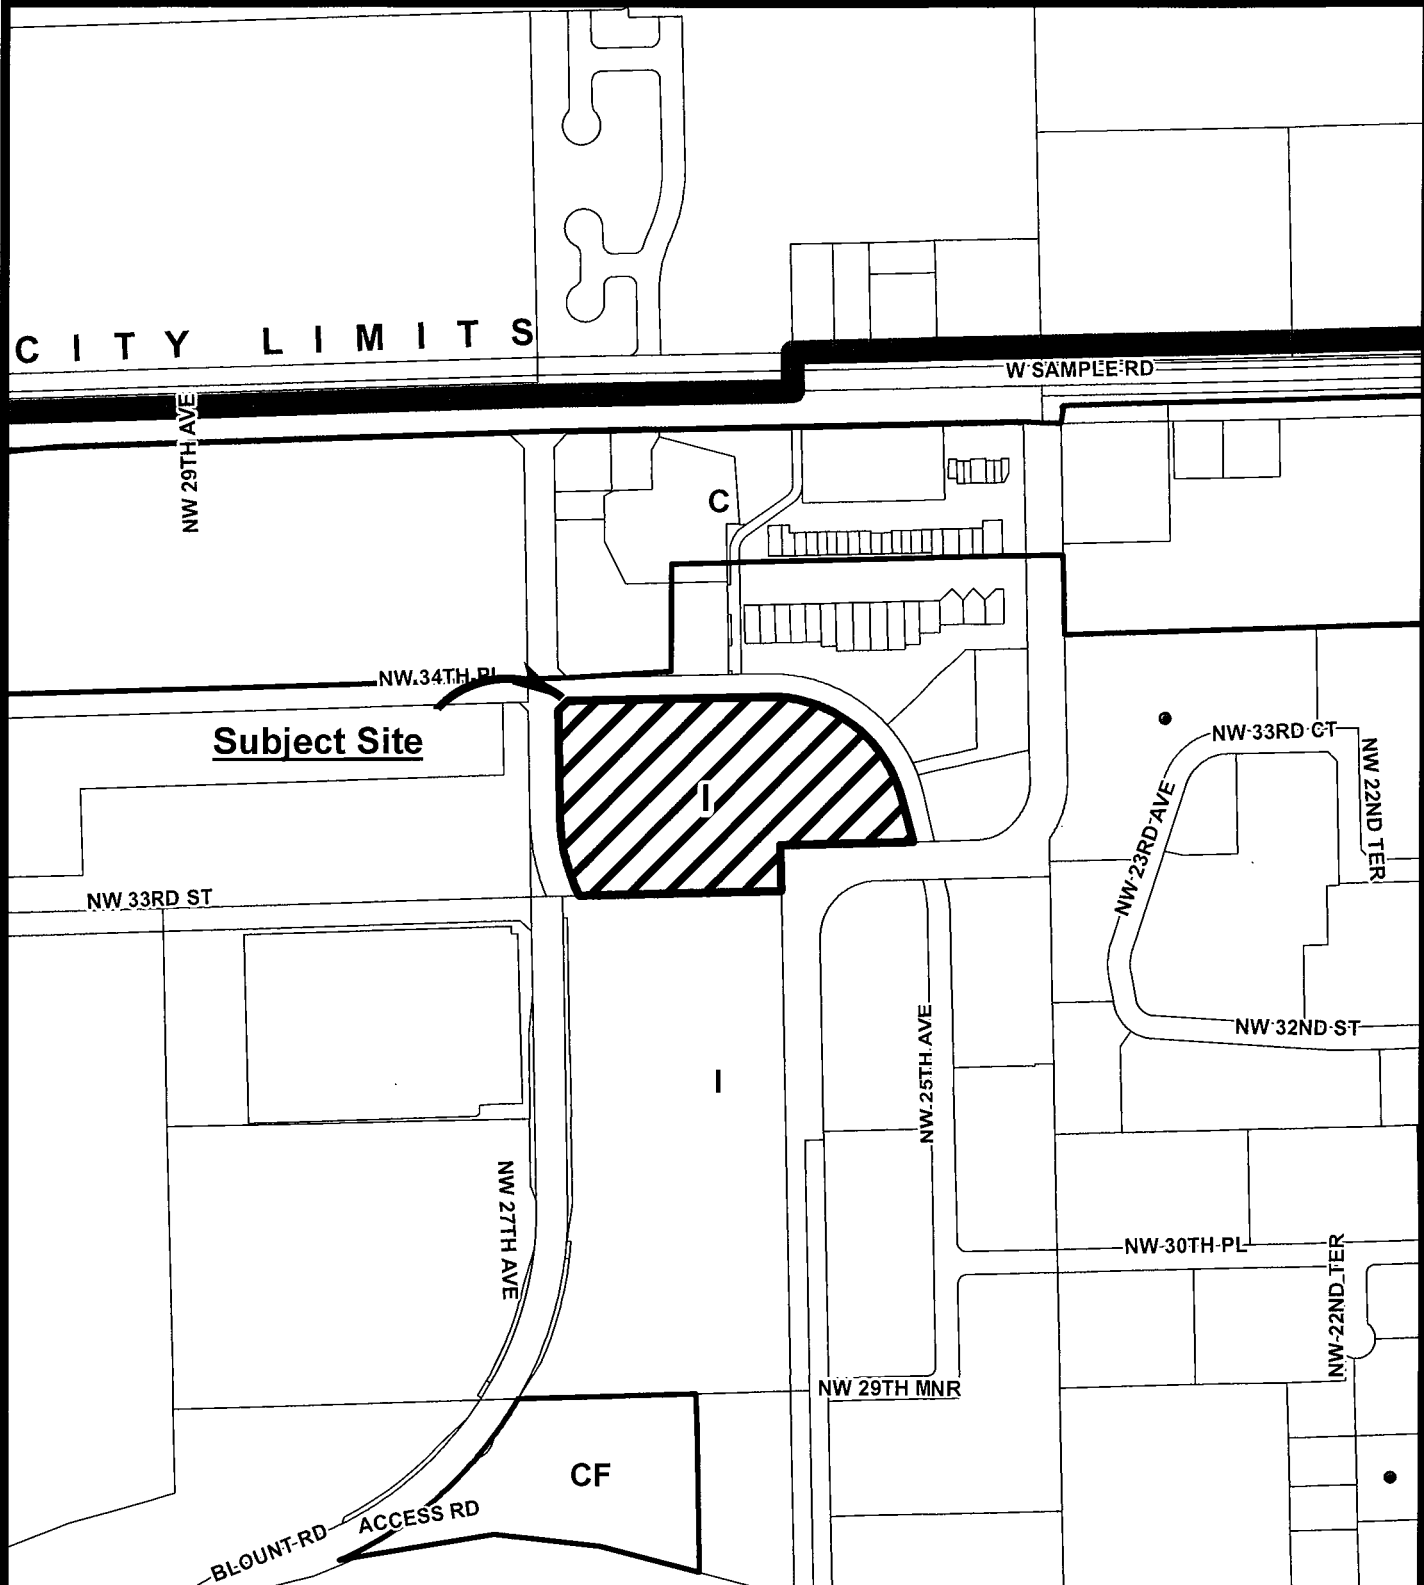 CITY LIMITS
W SAMPLE RD
NW 29TH AVE
C
NW 34TH PL
Subject Site
I
NW 33RD CT
NW 22ND TER
NW 23RD AVE
NW 33RD ST
NW 32ND ST
NW 25TH AVE
I
NW 27TH AVE
NW 30TH PL
NW 22ND TER
NW 29TH MNR
CF
ACCESS RD
BLOUNT RD